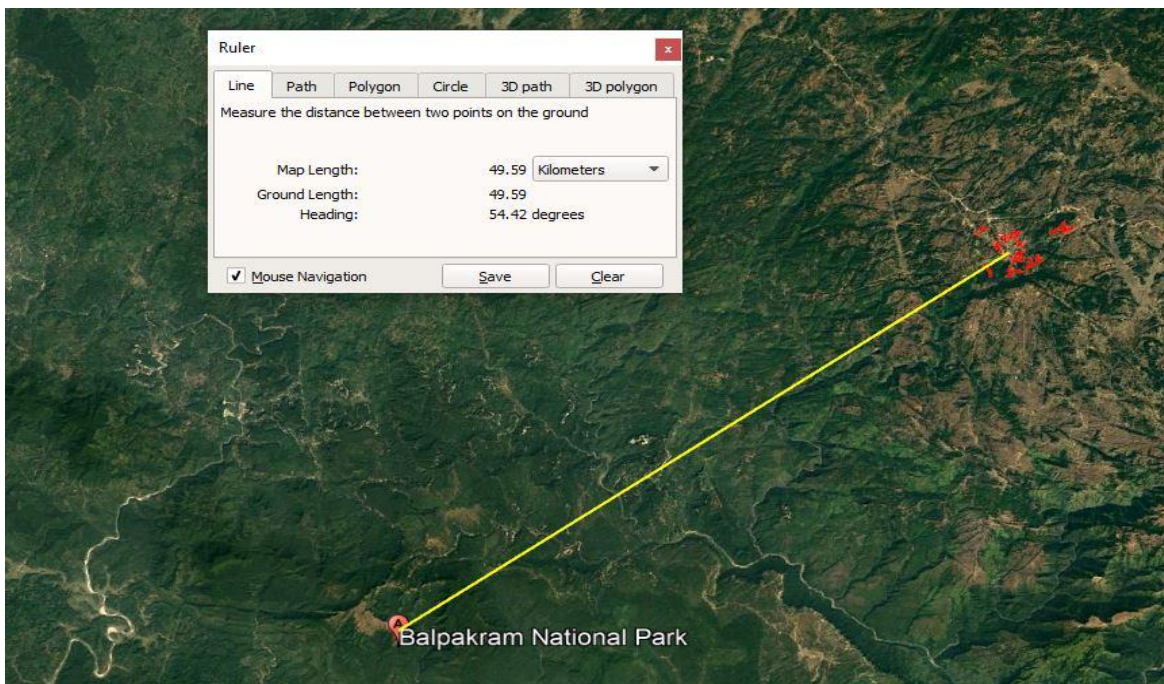 Ruler
x
Line Path Polygon Circle 3D path 3D polygon
Measure the distance between two points on the ground
Map Length: 49.59 Kilometers
Ground Length: 49.59
Heading: 54.42 degrees
Mouse Navigation Save Clear
A
Balpakram National Park